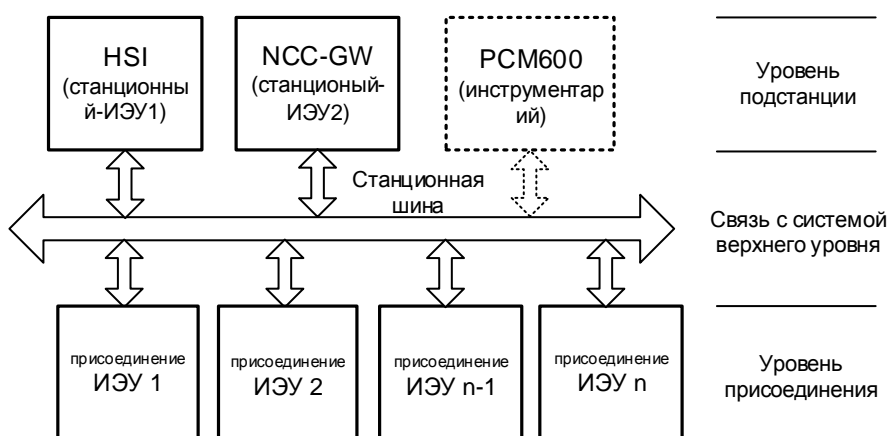 HSI
(станционны
й-ИЭУ1)
NCC-GW
(станционый-
ИЭУ2)
PCM600
(инструментар
ий)
Уровень
подстанции
Станционная
шина
Связь с системой
верхнего уровня
присоединение
ИЭУ 1
присоединение
ИЭУ 2
присоединение
ИЭУ n-1
присоединение
ИЭУ n
Уровень
присоединения